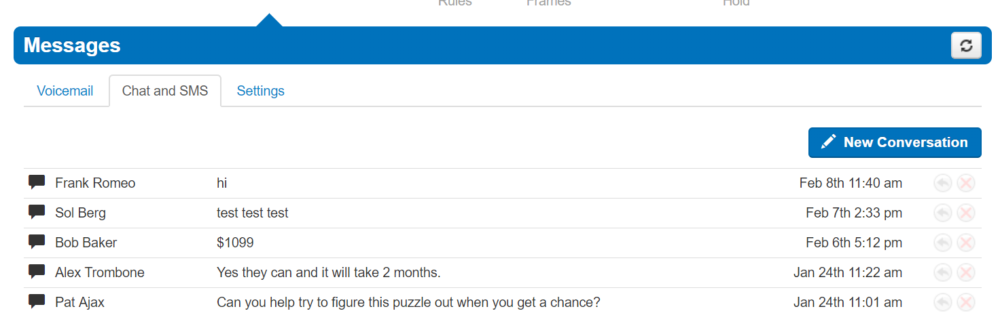 Rules Frames Hold
Messages
Voicemail Chat and SMS Settings
New Conversation
Frank Romeo hi Feb 8th 11:40 am
Sol Berg test test test Feb 7th 2:33 pm
Bob Baker $1099 Feb 6th 5:12 pm
Alex Trombone Yes they can and it will take 2 months. Jan 24th 11:22 am
Pat Ajax Can you help try to figure this puzzle out when you get a chance? Jan 24th 11:01 am